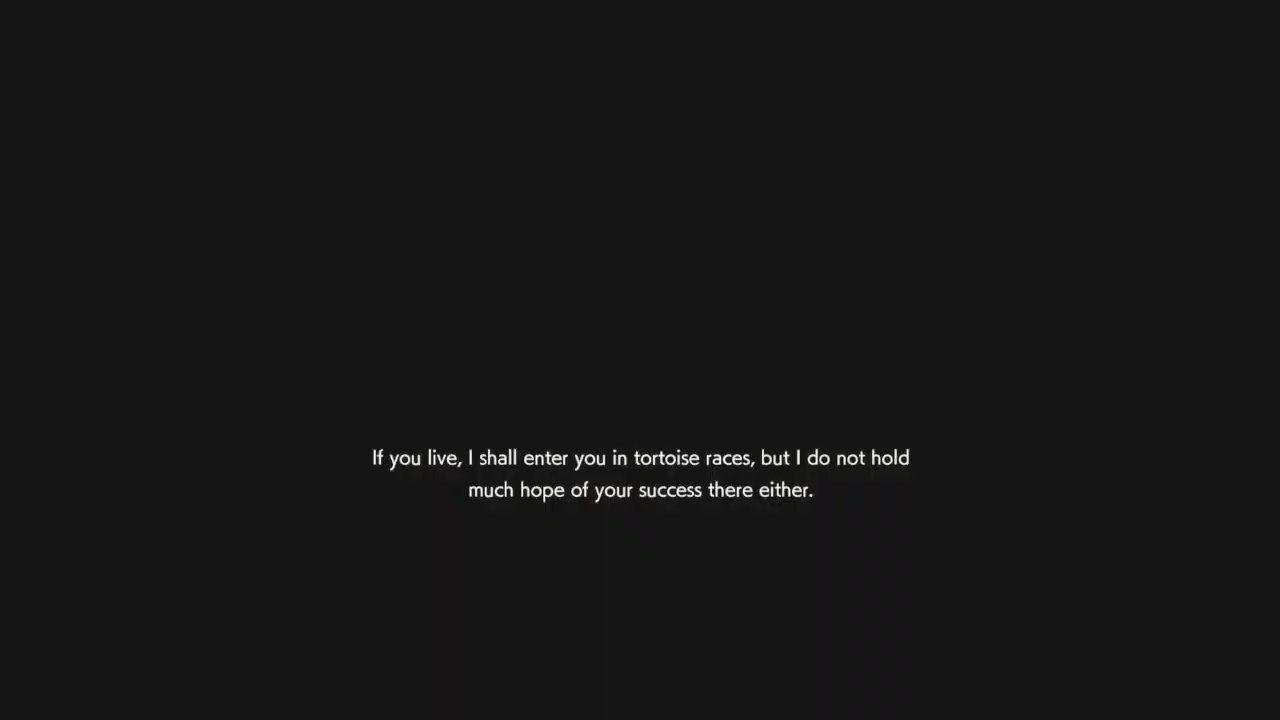 If you live, I shall enter you in tortoise races, but I do not hold
much hope of your success there either.